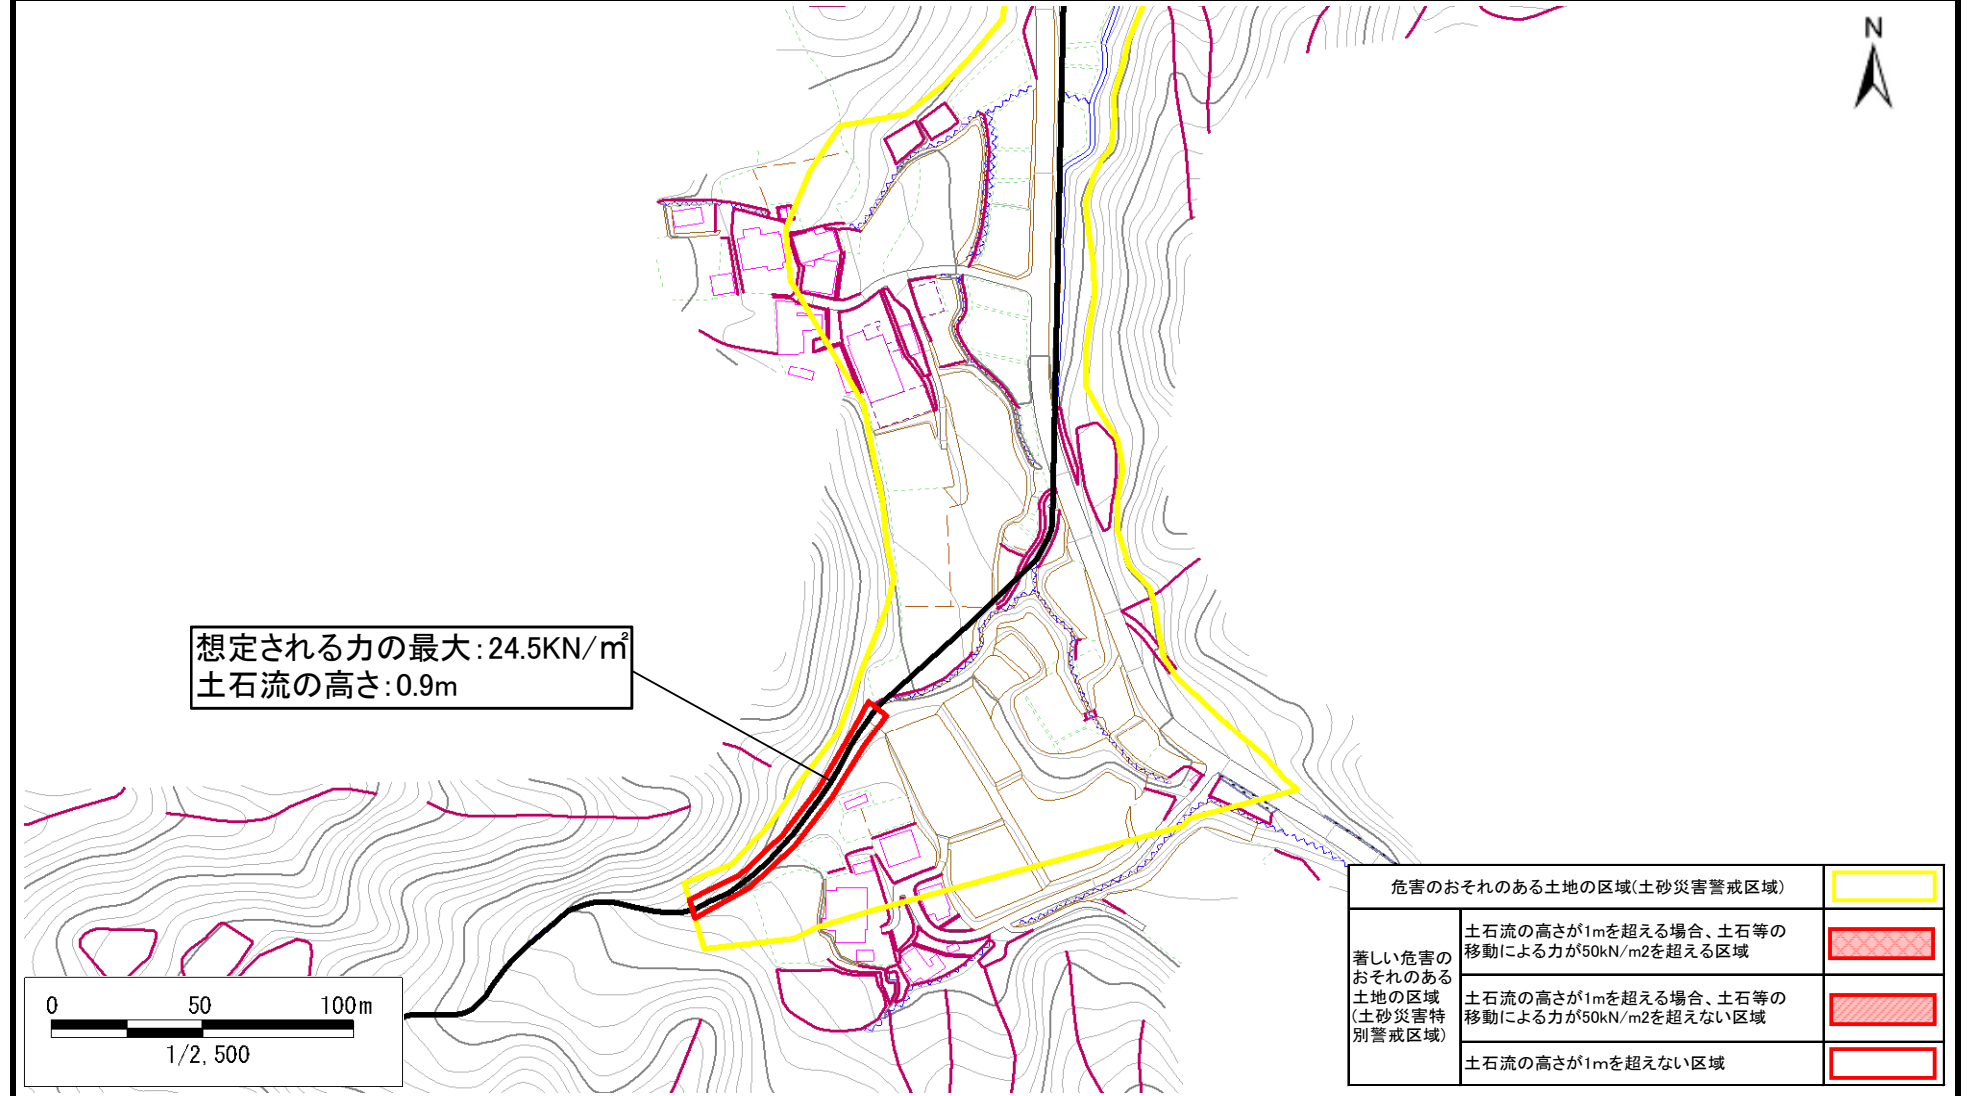 N
想定される力の最大:24.5KN/㎡
土石流の高さ:0.9m
0 50 100m
1/2,500
危害のおそれのある土地の区域(土砂災害警戒区域)
著しい危害の
おそれのある
土地の区域
(土砂災害特
別警戒区域)
土石流の高さが1mを超える場合、土石等の
移動による力が50kN/m2を超える区域
土石流の高さが1mを超える場合、土石等の
移動による力が50kN/m2を超えない区域
土石流の高さが1mを超えない区域